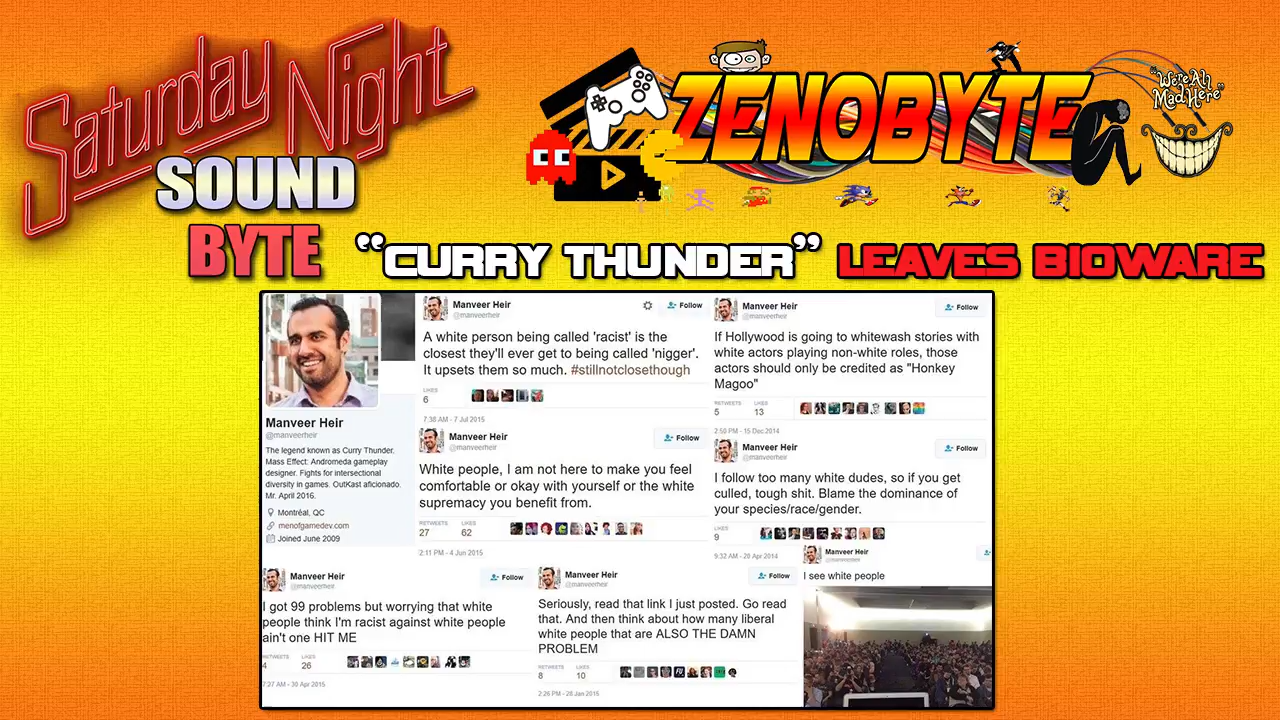 Saturday Night
SOUND
BYTE
ZENOBYTE
"We're All
Mad Here"
"CURRY THUNDER" LEAVES BIOWARE
Manveer Heir
@manveerheir
The legend known as Curry Thunder.
Mass Effect: Andromeda gameplay
designer. Fights for intersectional
diversity in games. OutKast aficionado.
Mr. April 2016.
Montréal, QC
menofgamedev.com
Joined June 2009
Manveer Heir
@manveerheir
Follow
A white person being called 'racist' is the
closest they'll ever get to being called 'nigger'.
It upsets them so much. #stillnotclosethough
LIKES
6
7:38 AM - 7 Jul 2015
Manveer Heir
@manveerheir
Follow
If Hollywood is going to whitewash stories with
white actors playing non-white roles, those
actors should only be credited as "Honkey
Magoo"
RETWEETS LIKES
5 13
2:50 PM - 15 Dec 2014
Manveer Heir
@manveerheir
Follow
White people, I am not here to make you feel
comfortable or okay with yourself or the white
supremacy you benefit from.
RETWEETS LIKES
27 62
2:11 PM - 4 Jun 2015
Manveer Heir
@manveerheir
Follow
I follow too many white dudes, so if you get
culled, tough shit. Blame the dominance of
your species/race/gender.
LIKES
9
9:32 AM - 20 Apr 2014
Manveer Heir
@manveerheir
I see white people
Manveer Heir
@manveerheir
Follow
I got 99 problems but worrying that white
people think I'm racist against white people
ain't one HIT ME
RETWEETS LIKES
4 26
7:27 AM - 30 Apr 2015
Manveer Heir
@manveerheir
Follow
Seriously, read that link I just posted. Go read
that. And then think about how many liberal
white people that are ALSO THE DAMN
PROBLEM
RETWEETS LIKES
8 10
2:26 PM - 28 Jan 2015